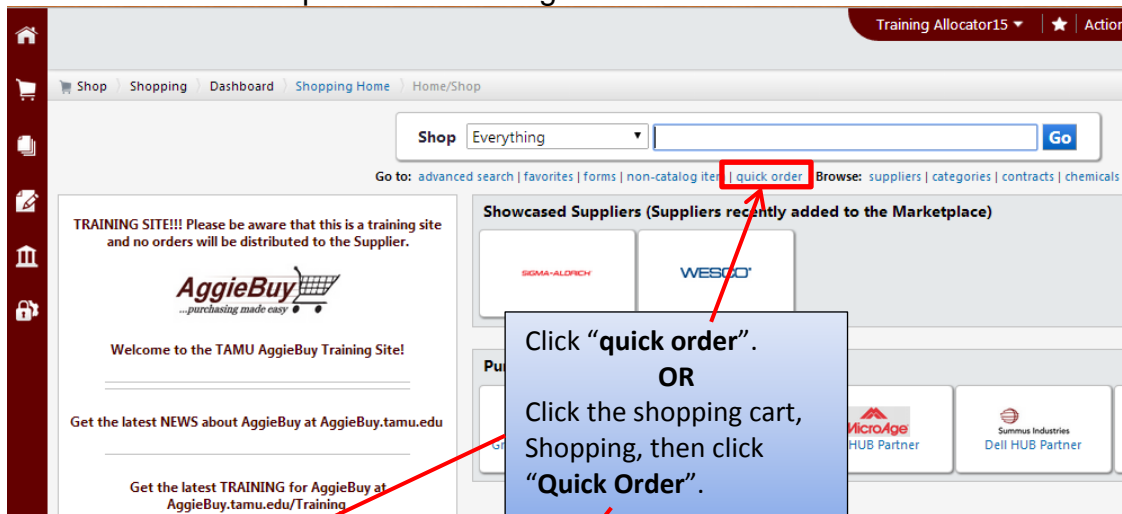 Training Allocator15 ▼ | ★ | Action
Shop Shopping Dashboard Shopping Home Home/Shop
Shop Everything ▼ Go
Go to: advanced search | favorites | forms | non-catalog item | quick order Browse: suppliers | categories | contracts | chemicals
TRAINING SITE!!! Please be aware that this is a training site
and no orders will be distributed to the Supplier.
AggieBuy
...purchasing made easy
Welcome to the TAMU AggieBuy Training Site!
Get the latest NEWS about AggieBuy at AggieBuy.tamu.edu
Get the latest TRAINING for AggieBuy at
AggieBuy.tamu.edu/Training
Showcased Suppliers (Suppliers recently added to the Marketplace)
SIGMA-ALDRICH
WESCO
Click “quick order”.
OR
Click the shopping cart,
Shopping, then click
“Quick Order”.
MicroAge
HUB Partner
Summus Industries
Dell HUB Partner